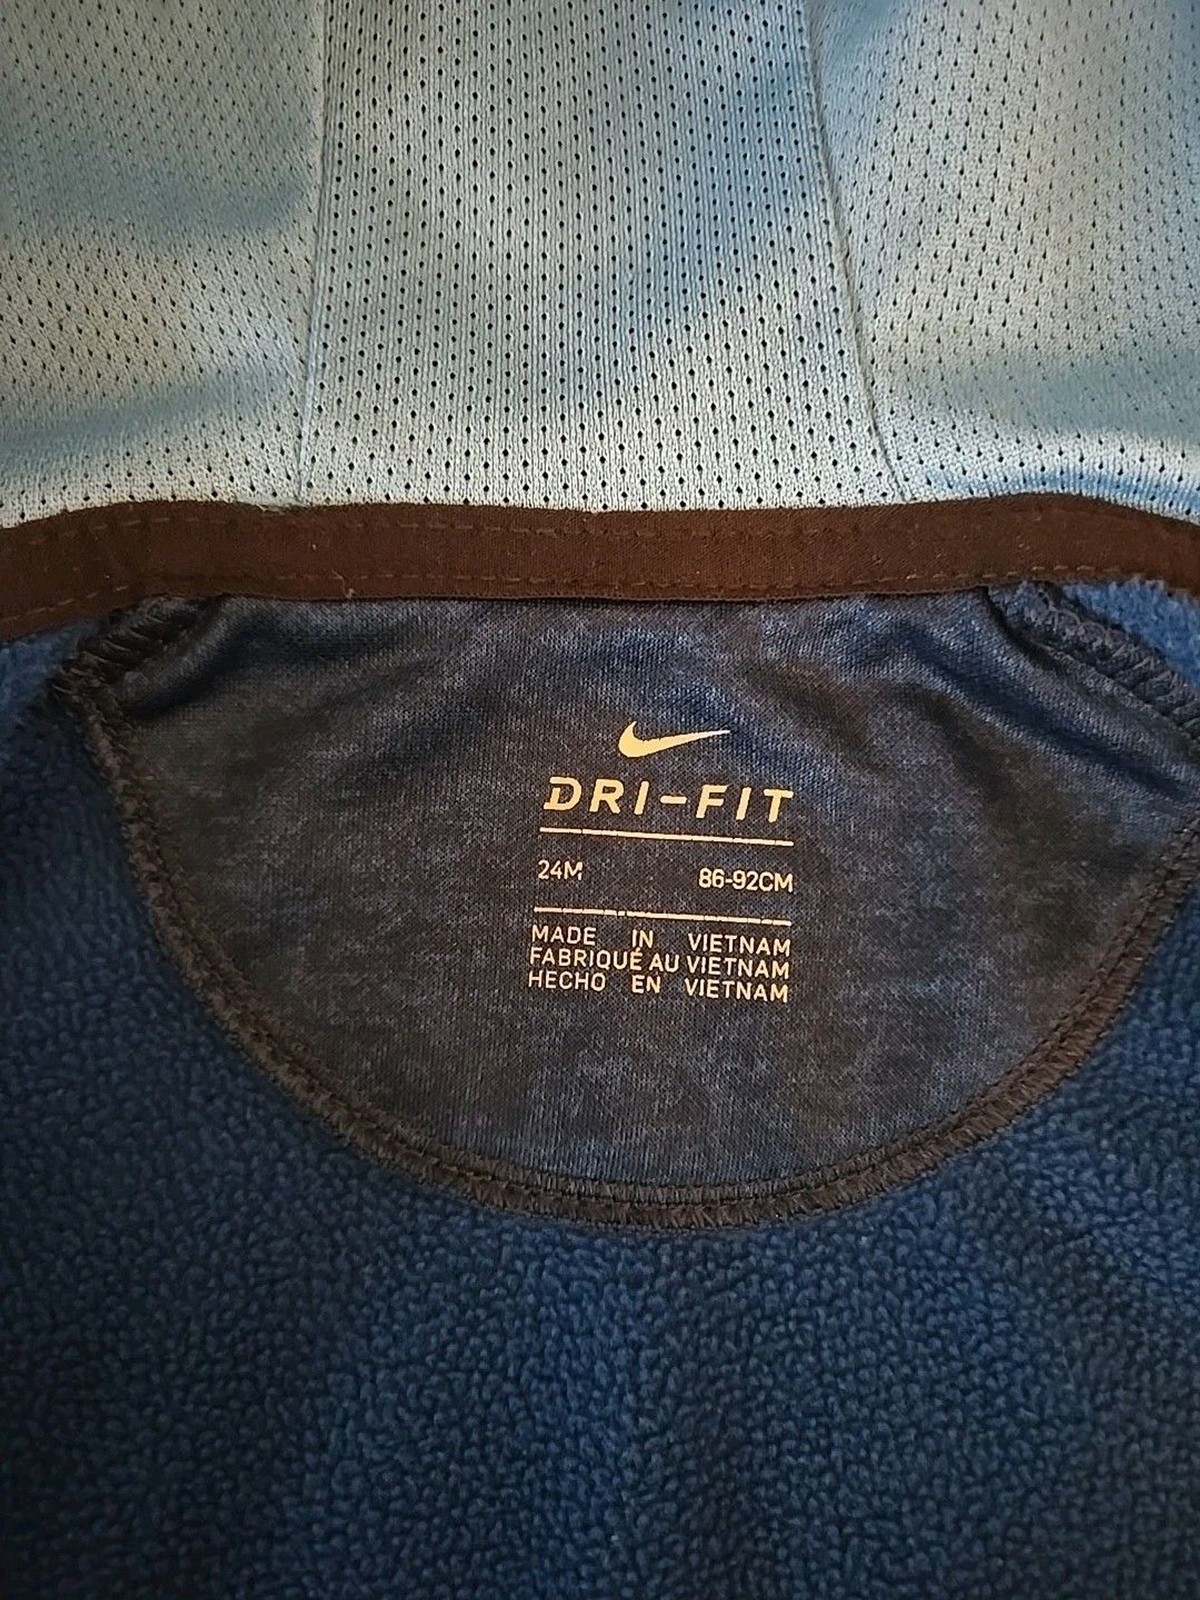 DRI-FIT
24M 86-92CM
MADE IN VIETNAM
FABRIQUÉ AU VIETNAM
HECHO EN VIETNAM